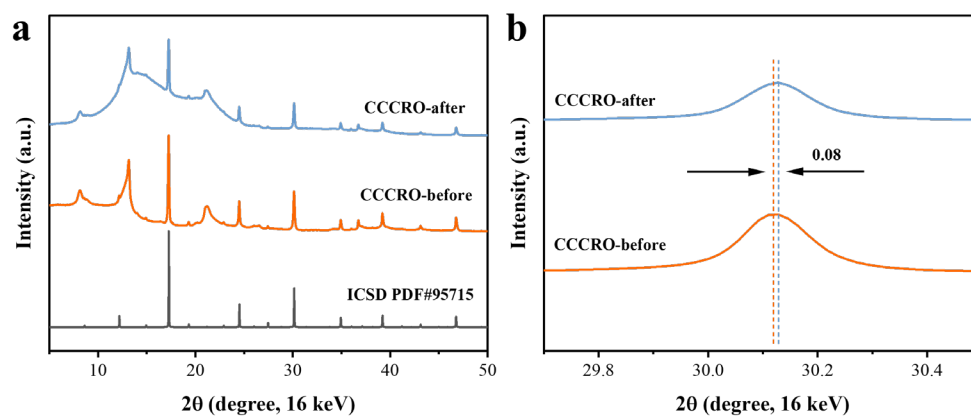 a
Intensity (a.u.)
CCCRO-after
CCCRO-before
ICSD PDF#95715
10 20 30 40 50
2θ (degree, 16 keV)
b
Intensity (a.u.)
CCCRO-after
0.08
CCCRO-before
29.8 30.0 30.2 30.4
2θ (degree, 16 keV)